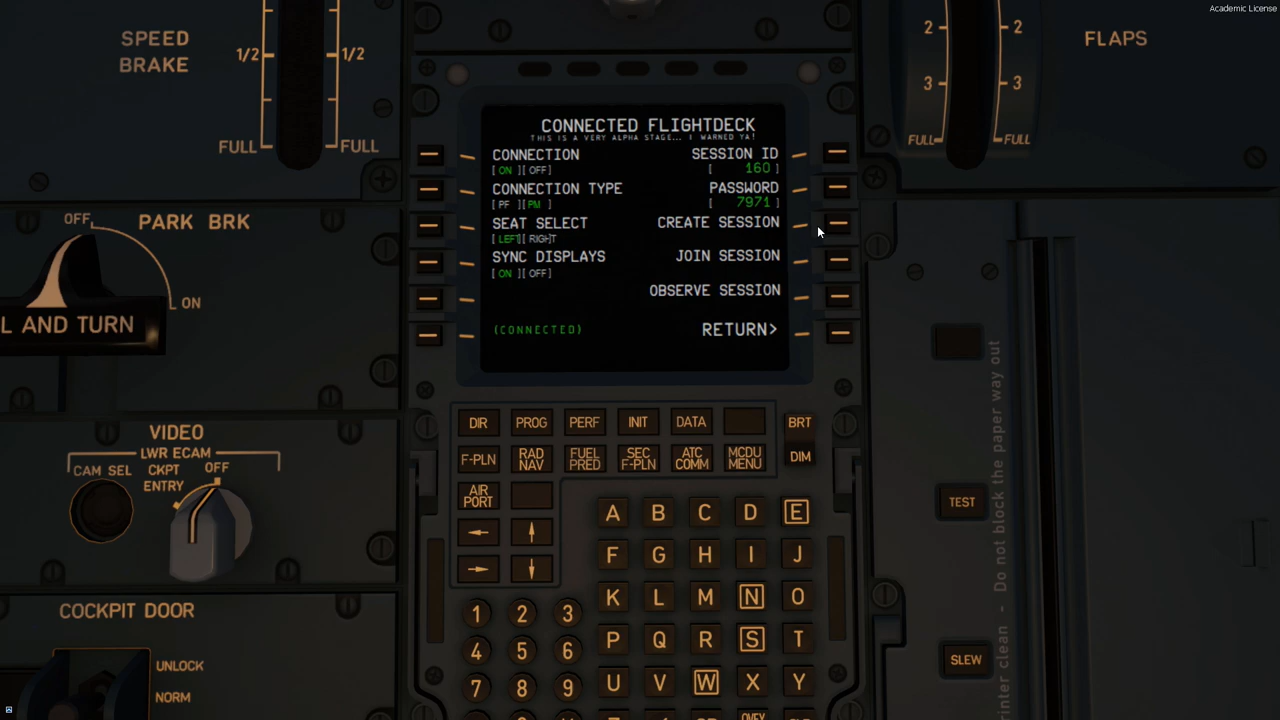 Academic License
SPEED
BRAKE
1/2
1/2
FULL
FULL
2
2
3
3
FULL
FULL
FLAPS
CONNECTED FLIGHTDECK
THIS IS A VERY ALPHA STAGE... I WARNED YA!
CONNECTION
SESSION ID
[ ON ][ OFF]
[ 160 ]
CONNECTION TYPE
PASSWORD
[ PF ][ PM ]
[ 7971 ]
SEAT SELECT
CREATE SESSION
[ LEFT][ RIGHT
SYNC DISPLAYS
JOIN SESSION
[ ON ][ OFF]
OBSERVE SESSION
(CONNECTED)
RETURN>
OFF
PARK BRK
ON
L AND TURN
VIDEO
LWR ECAM
CAM SEL
CKPT
ENTRY
OFF
COCKPIT DOOR
UNLOCK
NORM
DIR
PROG
PERF
INIT
DATA
BRT
F-PLN
RAD
NAV
FUEL
PRED
SEC
F-PLN
ATC
COMM
MCDU
MENU
DIM
AIR
PORT
A B C D E
F G H I J
K L M N O
1 2 3
P Q R S T
4 5 6
U V W X Y
7 8 9
TEST
SLEW
rinter clean - Do not block the paper way out